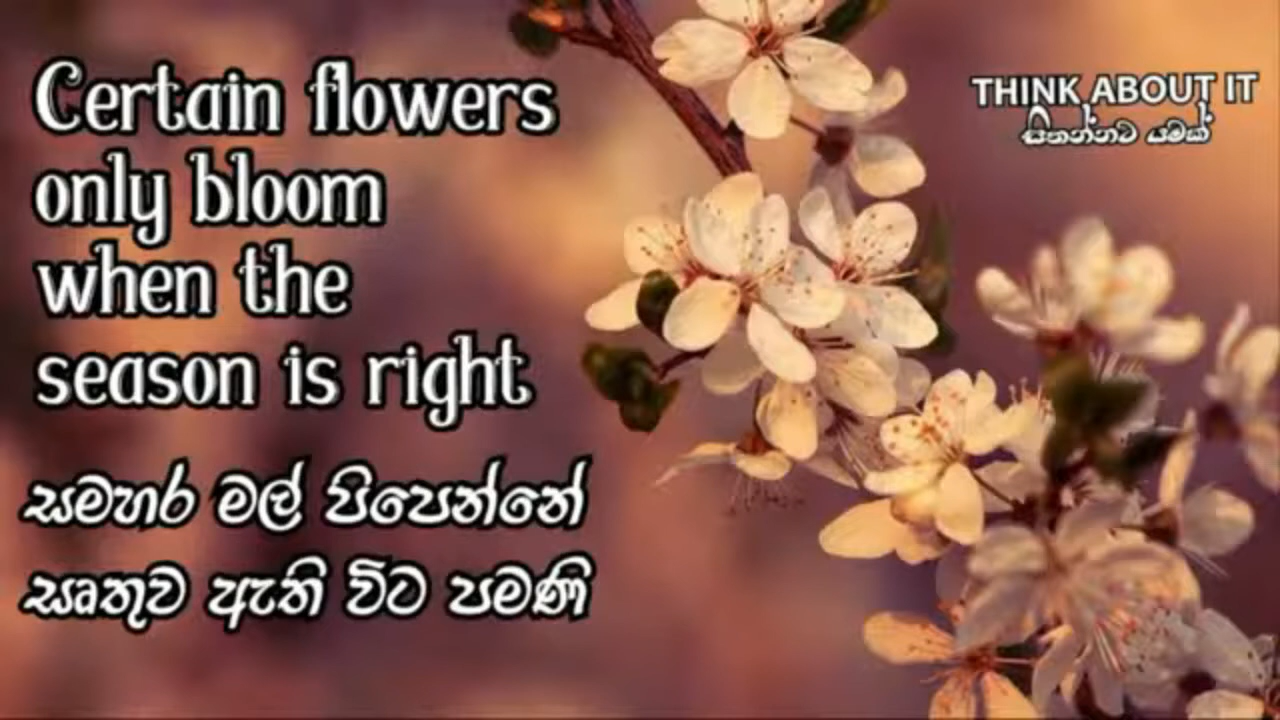 Certain flowers
only bloom
when the
season is right
සමහර මල් පිපෙන්නේ
සෘතුව ඇති විට පමණි
THINK ABOUT IT
සිතන්නට යමක්